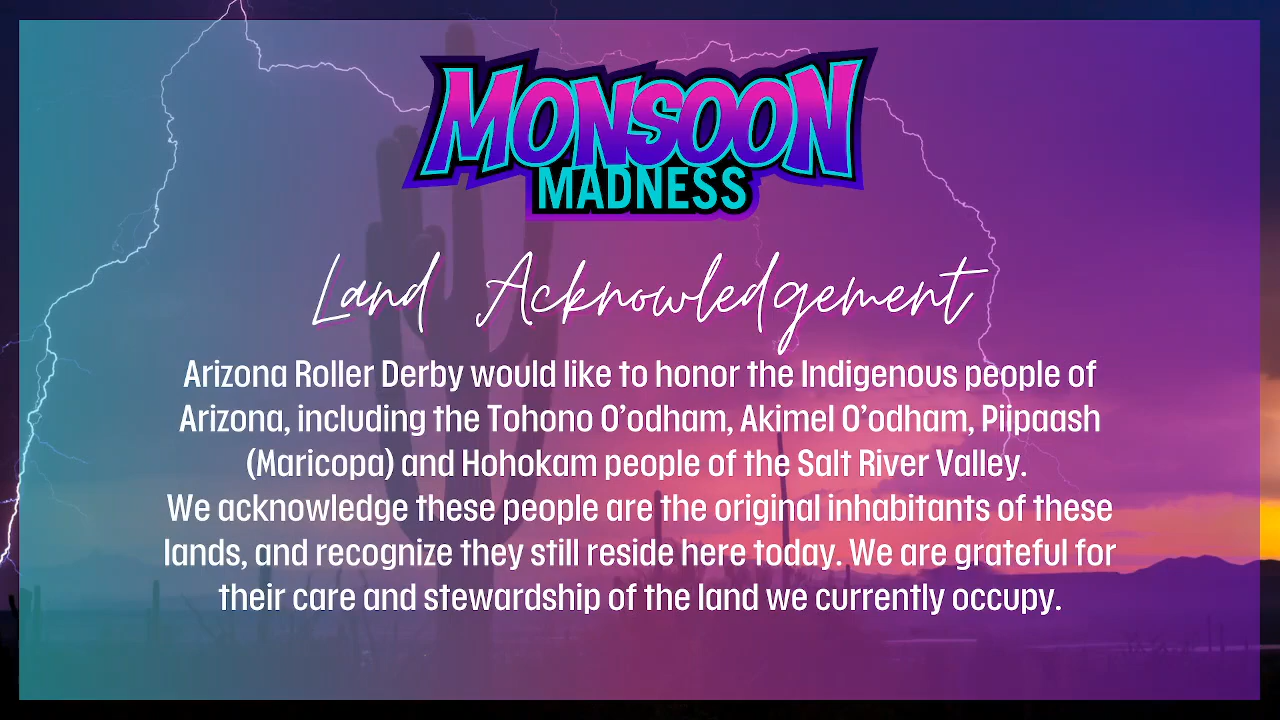 MONSOON
MADNESS
Land Acknowledgement
Arizona Roller Derby would like to honor the Indigenous people of
Arizona, including the Tohono O’odham, Akimel O’odham, Piipaash
(Maricopa) and Hohokam people of the Salt River Valley.
We acknowledge these people are the original inhabitants of these
lands, and recognize they still reside here today. We are grateful for
their care and stewardship of the land we currently occupy.